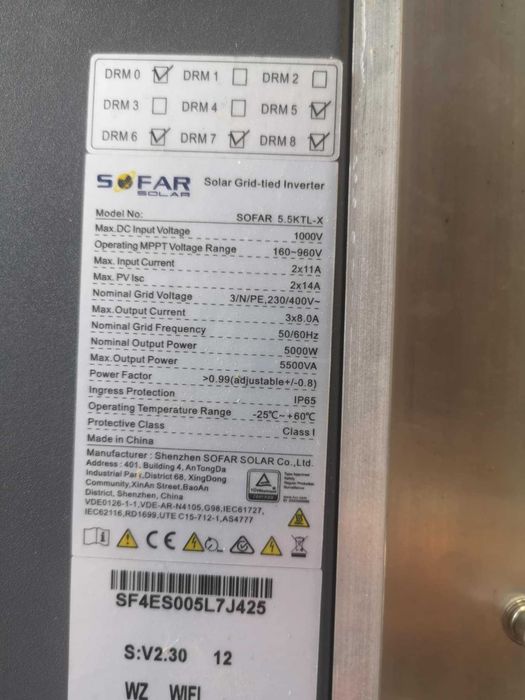 DRM 0 ☑ DRM 1 ☐ DRM 2 ☐
DRM 3 ☐ DRM 4 ☐ DRM 5 ☑
DRM 6 ☑ DRM 7 ☑ DRM 8 ☑
SOFAR SOLAR Solar Grid-tied Inverter
Model No: SOFAR 5.5KTL-X
Max.DC Input Voltage 1000V
Operating MPPT Voltage Range 160~960V
Max. Input Current 2x11A
Max. PV Isc 2x14A
Nominal Grid Voltage 3/N/PE,230/400V~
Max.Output Current 3x8.0A
Nominal Grid Frequency 50/60Hz
Nominal Output Power 5000W
Max.Output Power 5500VA
Power Factor >0.99(adjustable+/-0.8)
Ingress Protection IP65
Operating Temperature Range -25℃~+60℃
Protective Class Class I
Made in China
Manufacturer : Shenzhen SOFAR SOLAR Co.,Ltd.
Address : 401, Building 4, AnTongDa
Industrial Park,District 68, XingDong
Community,XinAn Street,BaoAn
District, Shenzhen, China
VDE0126-1-1,VDE-AR-N4105,G98,IEC61727,
IEC62116,RD1699,UTE C15-712-1,AS4777
CE
SF4ES005L7J425
S:V2.30 12
WZ WIFI